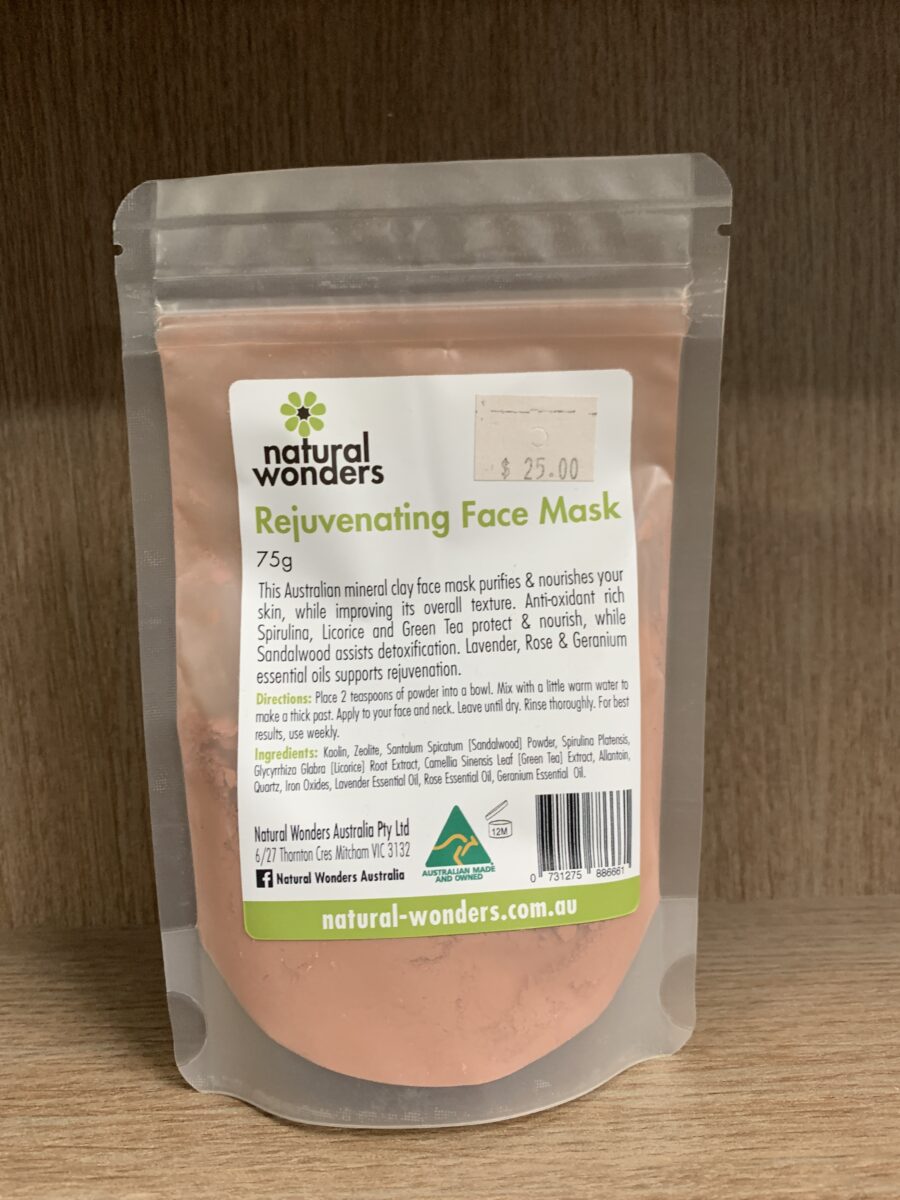 natural
wonders
$ 25.00
Rejuvenating Face Mask
75g
This Australian mineral clay face mask purifies & nourishes your
skin, while improving its overall texture. Anti-oxidant rich
Spirulina, Licorice and Green Tea protect & nourish, while
Sandalwood assists detoxification. Lavender, Rose & Geranium
essential oils supports rejuvenation.
Directions: Place 2 teaspoons of powder into a bowl. Mix with a little warm water to
make a thick past. Apply to your face and neck. Leave until dry. Rinse thoroughly. For best
results, use weekly.
Ingredients: Kaolin, Zeolite, Santalum Spicatum [Sandalwood] Powder, Spirulina Platensis,
Glycyrrhiza Glabra [Licorice] Root Extract, Camellia Sinensis Leaf [Green Tea] Extract, Allantoin,
Quartz, Iron Oxides, Lavender Essential Oil, Rose Essential Oil, Geranium Essential Oil.
Natural Wonders Australia Pty Ltd
6/27 Thornton Cres Mitcham VIC 3132
f Natural Wonders Australia
12M
AUSTRALIAN MADE
AND OWNED
0 731275 886661
natural-wonders.com.au